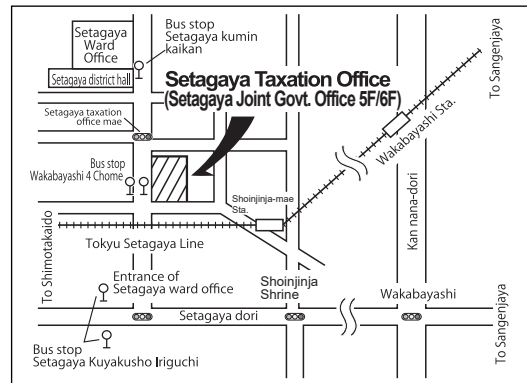 Setagaya
Ward
Office
Bus stop
Setagaya kumin
kaikan
Setagaya district hall
Setagaya Taxation Office
(Setagaya Joint Govt. Office 5F/6F)
To Sangenjaya
Setagaya taxation
office mae
Wakabayashi Sta.
Bus stop
Wakabayashi 4 Chome
Shoinjinja-mae
Sta.
Kan nana-dori
To Shimotakaido
Tokyu Setagaya Line
Entrance of
Setagaya ward office
Shoinjinja
Shrine
Wakabayashi
Setagaya dori
To Sangenjaya
Bus stop
Setagaya Kuyakusho Iriguchi